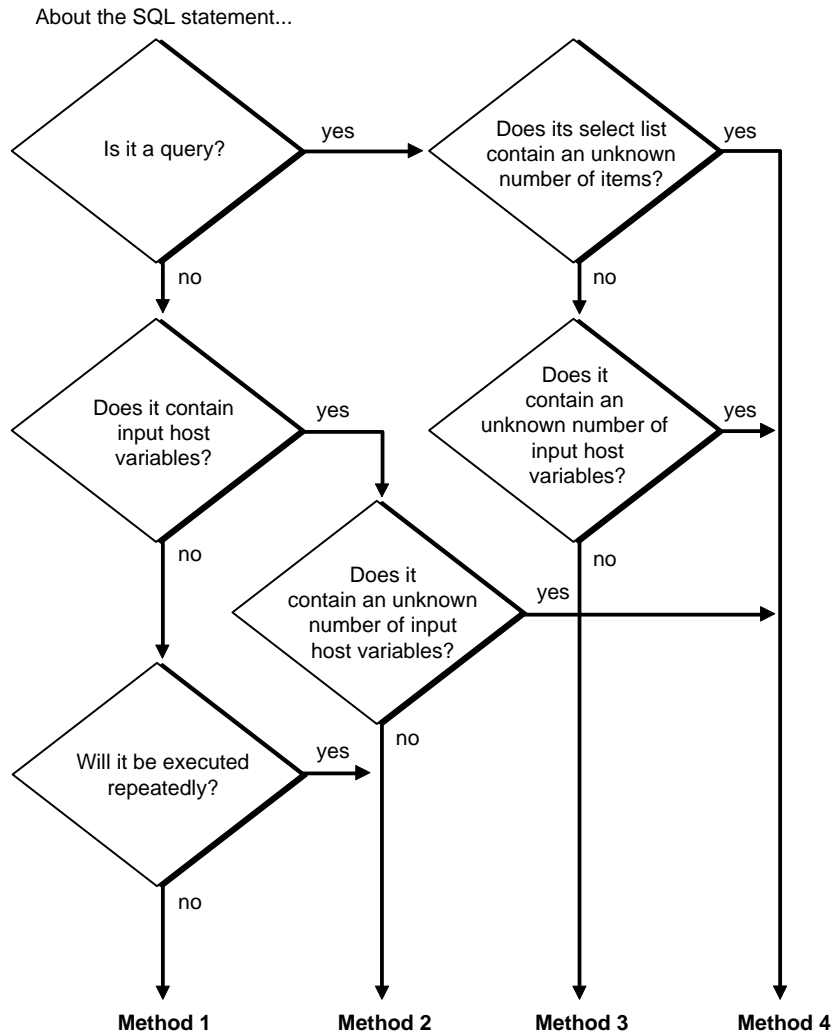 About the SQL statement...
Is it a query?
yes
Does its select list
contain an unknown
number of items?
yes
no
no
Does it contain
input host
variables?
yes
Does it
contain an
unknown number of
input host
variables?
yes
no
no
Does it
contain an unknown
number of input
host variables?
yes
no
Will it be executed
repeatedly?
yes
no
Method 1
Method 2
Method 3
Method 4